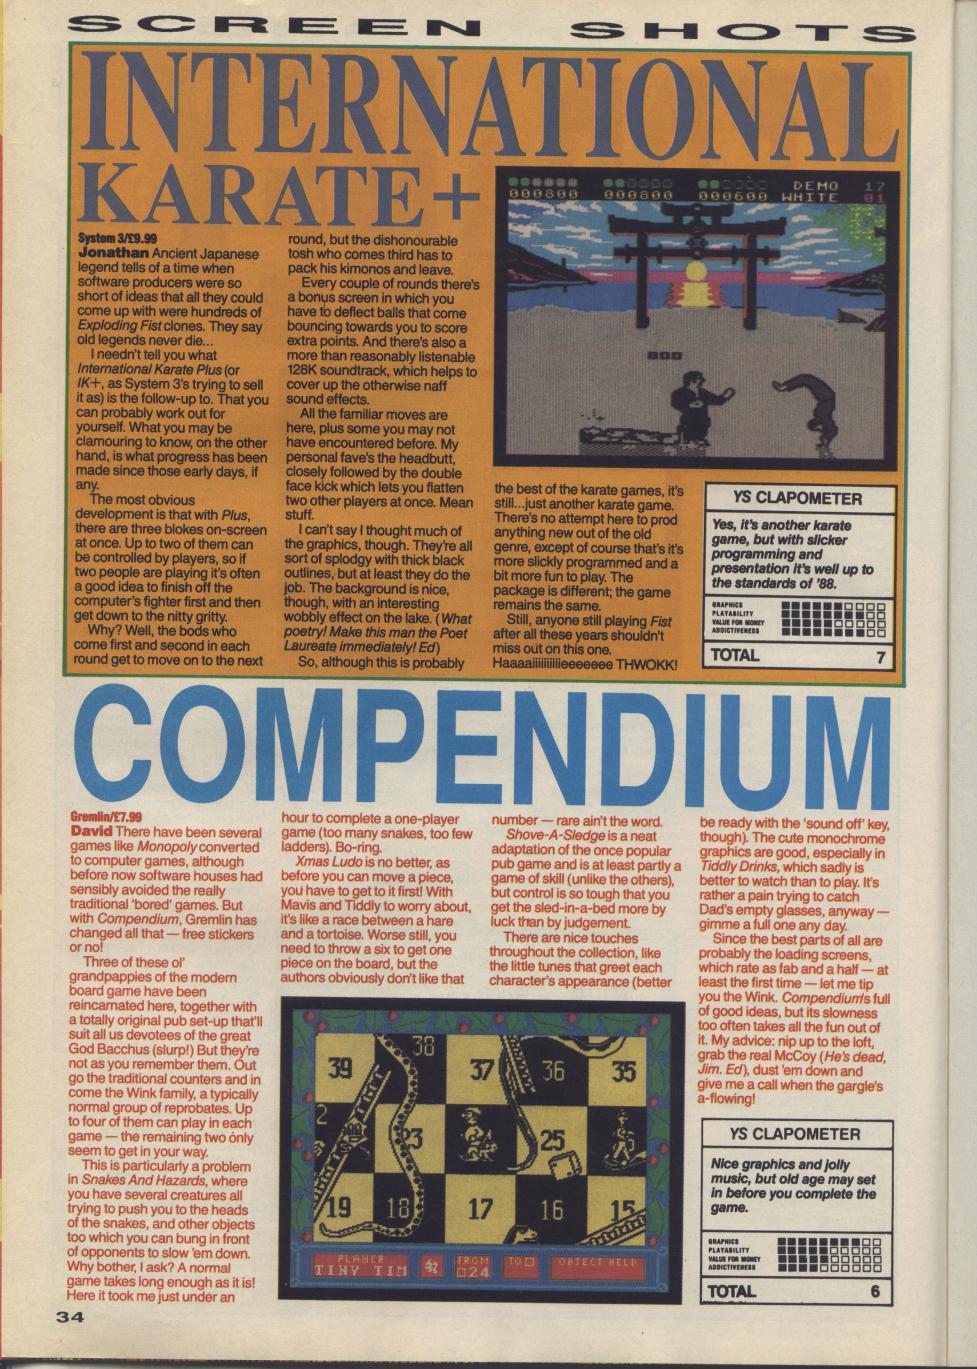 SCREEN SHOTS
INTERNATIONAL
KARATE+
System 3/£9.99
Jonathan Ancient Japanese
legend tells of a time when
software producers were so
short of ideas that all they could
come up with were hundreds of
Exploding Fist clones. They say
old legends never die...
I needn't tell you what
International Karate Plus (or
IK+, as System 3's trying to sell
it as) is the follow-up to. That you
can probably work out for
yourself. What you may be
clamouring to know, on the other
hand, is what progress has been
made since those early days, if
any.
The most obvious
development is that with Plus,
there are three blokes on-screen
at once. Up to two of them can
be controlled by players, so if
two people are playing it's often
a good idea to finish off the
computer's fighter first and then
get down to the nitty gritty.
Why? Well, the bods who
come first and second in each
round get to move on to the next
round, but the dishonourable
tosh who comes third has to
pack his kimonos and leave.
Every couple of rounds there's
a bonus screen in which you
have to deflect balls that come
bouncing towards you to score
extra points. And there's also a
more than reasonably listenable
128K soundtrack, which helps to
cover up the otherwise naff
sound effects.
All the familiar moves are
here, plus some you may not
have encountered before. My
personal fave's the headbutt,
closely followed by the double
face kick which lets you flatten
two other players at once. Mean
stuff.
I can't say I thought much of
the graphics, though. They're all
sort of splodgy with thick black
outlines, but at least they do the
job. The background is nice,
though, with an interesting
wobbly effect on the lake. (What
poetry! Make this man the Poet
Laureate immediately! Ed)
So, although this is probably
DEMO 17
000800 000800 000600 WHITE 01
800
the best of the karate games, it's
still...just another karate game.
There's no attempt here to prod
anything new out of the old
genre, except of course that's it's
more slickly programmed and a
bit more fun to play. The
package is different; the game
remains the same.
Still, anyone still playing Fist
after all these years shouldn't
miss out on this one.
Haaaaiiiiiiiiiieeeeeee THWOKK!
YS CLAPOMETER
Yes, it's another karate
game, but with slicker
programming and
presentation it's well up to
the standards of '88.
GRAPHICS
PLAYABILITY
VALUE FOR MONEY
ADDICTIVENESS
TOTAL 7
COMPENDIUM
Gremlin/£7.99
David There have been several
games like Monopoly converted
to computer games, although
before now software houses had
sensibly avoided the really
traditional 'bored' games. But
with Compendium, Gremlin has
changed all that — free stickers
or no!
Three of these ol'
grandpappies of the modern
board game have been
reincarnated here, together with
a totally original pub set-up that'll
suit all us devotees of the great
God Bacchus (slurp!) But they're
not as you remember them. Out
go the traditional counters and in
come the Wink family, a typically
normal group of reprobates. Up
to four of them can play in each
game — the remaining two only
seem to get in your way.
This is particularly a problem
in Snakes And Hazards, where
you have several creatures all
trying to push you to the heads
of the snakes, and other objects
too which you can bung in front
of opponents to slow 'em down.
Why bother, I ask? A normal
game takes long enough as it is!
Here it took me just under an
hour to complete a one-player
game (too many snakes, too few
ladders). Bo-ring.
Xmas Ludo is no better, as
before you can move a piece,
you have to get to it first! With
Mavis and Tiddly to worry about,
it's like a race between a hare
and a tortoise. Worse still, you
need to throw a six to get one
piece on the board, but the
authors obviously don't like that
number — rare ain't the word.
Shove-A-Sledge is a neat
adaptation of the once popular
pub game and is at least partly a
game of skill (unlike the others),
but control is so tough that you
get the sled-in-a-bed more by
luck than by judgement.
There are nice touches
throughout the collection, like
the little tunes that greet each
character's appearance (better
be ready with the 'sound off' key,
though). The cute monochrome
graphics are good, especially in
Tiddly Drinks, which sadly is
better to watch than to play. It's
rather a pain trying to catch
Dad's empty glasses, anyway —
gimme a full one any day.
Since the best parts of all are
probably the loading screens,
which rate as fab and a half — at
least the first time — let me tip
you the Wink. Compendium's full
of good ideas, but its slowness
too often takes all the fun out of
it. My advice: nip up to the loft,
grab the real McCoy (He's dead,
Jim. Ed), dust 'em down and
give me a call when the gargle's
a-flowing!
39 38 37 36 35
2 23 25
19 18 17 16 15
PLAYER FROM TO OBJECT HELD
TINY TIM 24
YS CLAPOMETER
Nice graphics and jolly
music, but old age may set
in before you complete the
game.
GRAPHICS
PLAYABILITY
VALUE FOR MONEY
ADDICTIVENESS
TOTAL 6
34